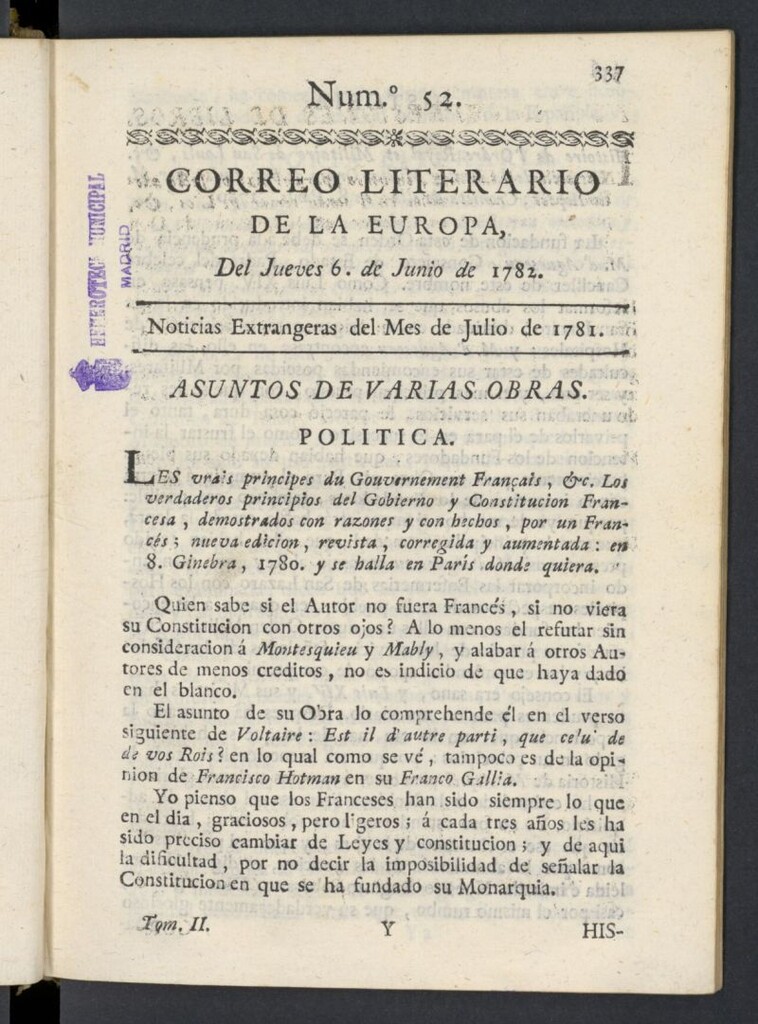 337
Num.º 52.
CORREO LITERARIO
DE LA EUROPA,
Del Jueves 6. de Junio de 1782.
Noticias Extrangeras del Mes de Julio de 1781.
ASUNTOS DE VARIAS OBRAS.
POLITICA.
LES vrais principes du Gouvernement Français, &c. Los
verdaderos principios del Gobierno y Constitucion Fran-
cesa, demostrados con razones y con hechos, por un Fran-
cés; nueva edicion, revista, corregida y aumentada: en
8. Ginebra, 1780. y se halla en París donde quiera.
Quien sabe si el Autor no fuera Francés, si no viera
su Constitucion con otros ojos? A lo menos el refutar sin
consideracion á Montesquieu y Mably, y alabar á otros Au-
tores de menos creditos, no es indicio de que haya dado
en el blanco.
El asunto de su Obra lo comprehende él en el verso
siguiente de Voltaire: Est il d'autre parti, que celui de
de vos Rois? en lo qual como se vé, tampoco es de la opi-
nion de Francisco Hotman en su Franco Gallia.
Yo pienso que los Franceses han sido siempre lo que
en el dia, graciosos, pero ligeros; á cada tres años les ha
sido preciso cambiar de Leyes y constitucion; y de aqui
la dificultad, por no decir la imposibilidad de señalar la
Constitucion en que se ha fundado su Monarquia.
Tom. II.
Y
HIS-
HEMEROTECA MUNICIPAL
MADRID